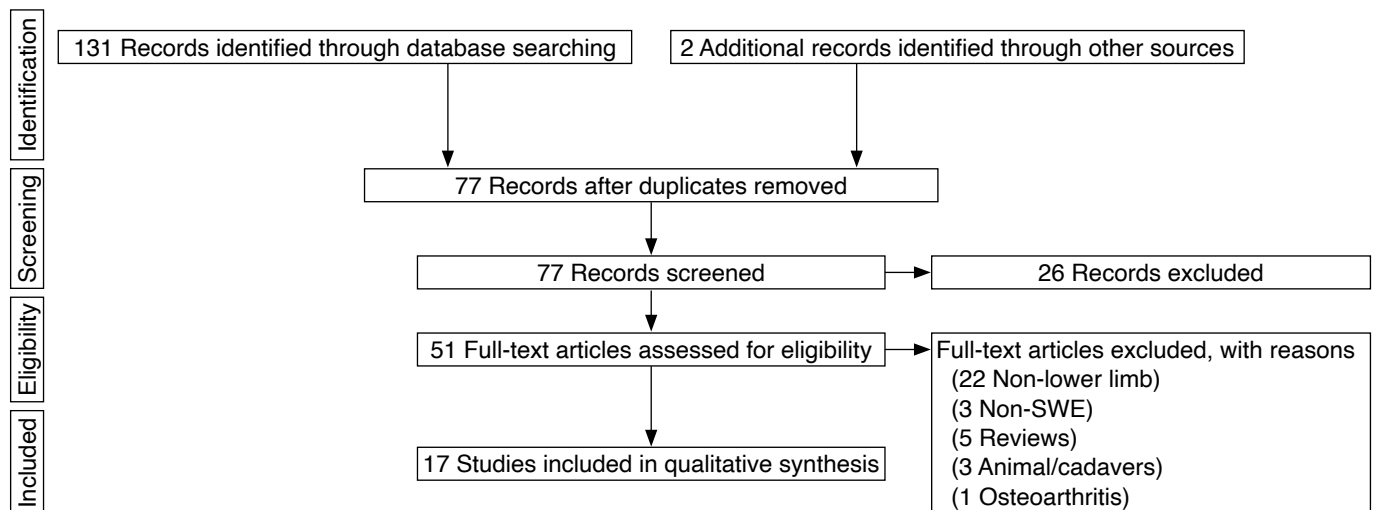 Identification
131 Records identified through database searching
2 Additional records identified through other sources
Screening
77 Records after duplicates removed
77 Records screened
26 Records excluded
Eligibility
51 Full-text articles assessed for eligibility
Full-text articles excluded, with reasons
(22 Non-lower limb)
(3 Non-SWE)
(5 Reviews)
(3 Animal/cadavers)
(1 Osteoarthritis)
Included
17 Studies included in qualitative synthesis